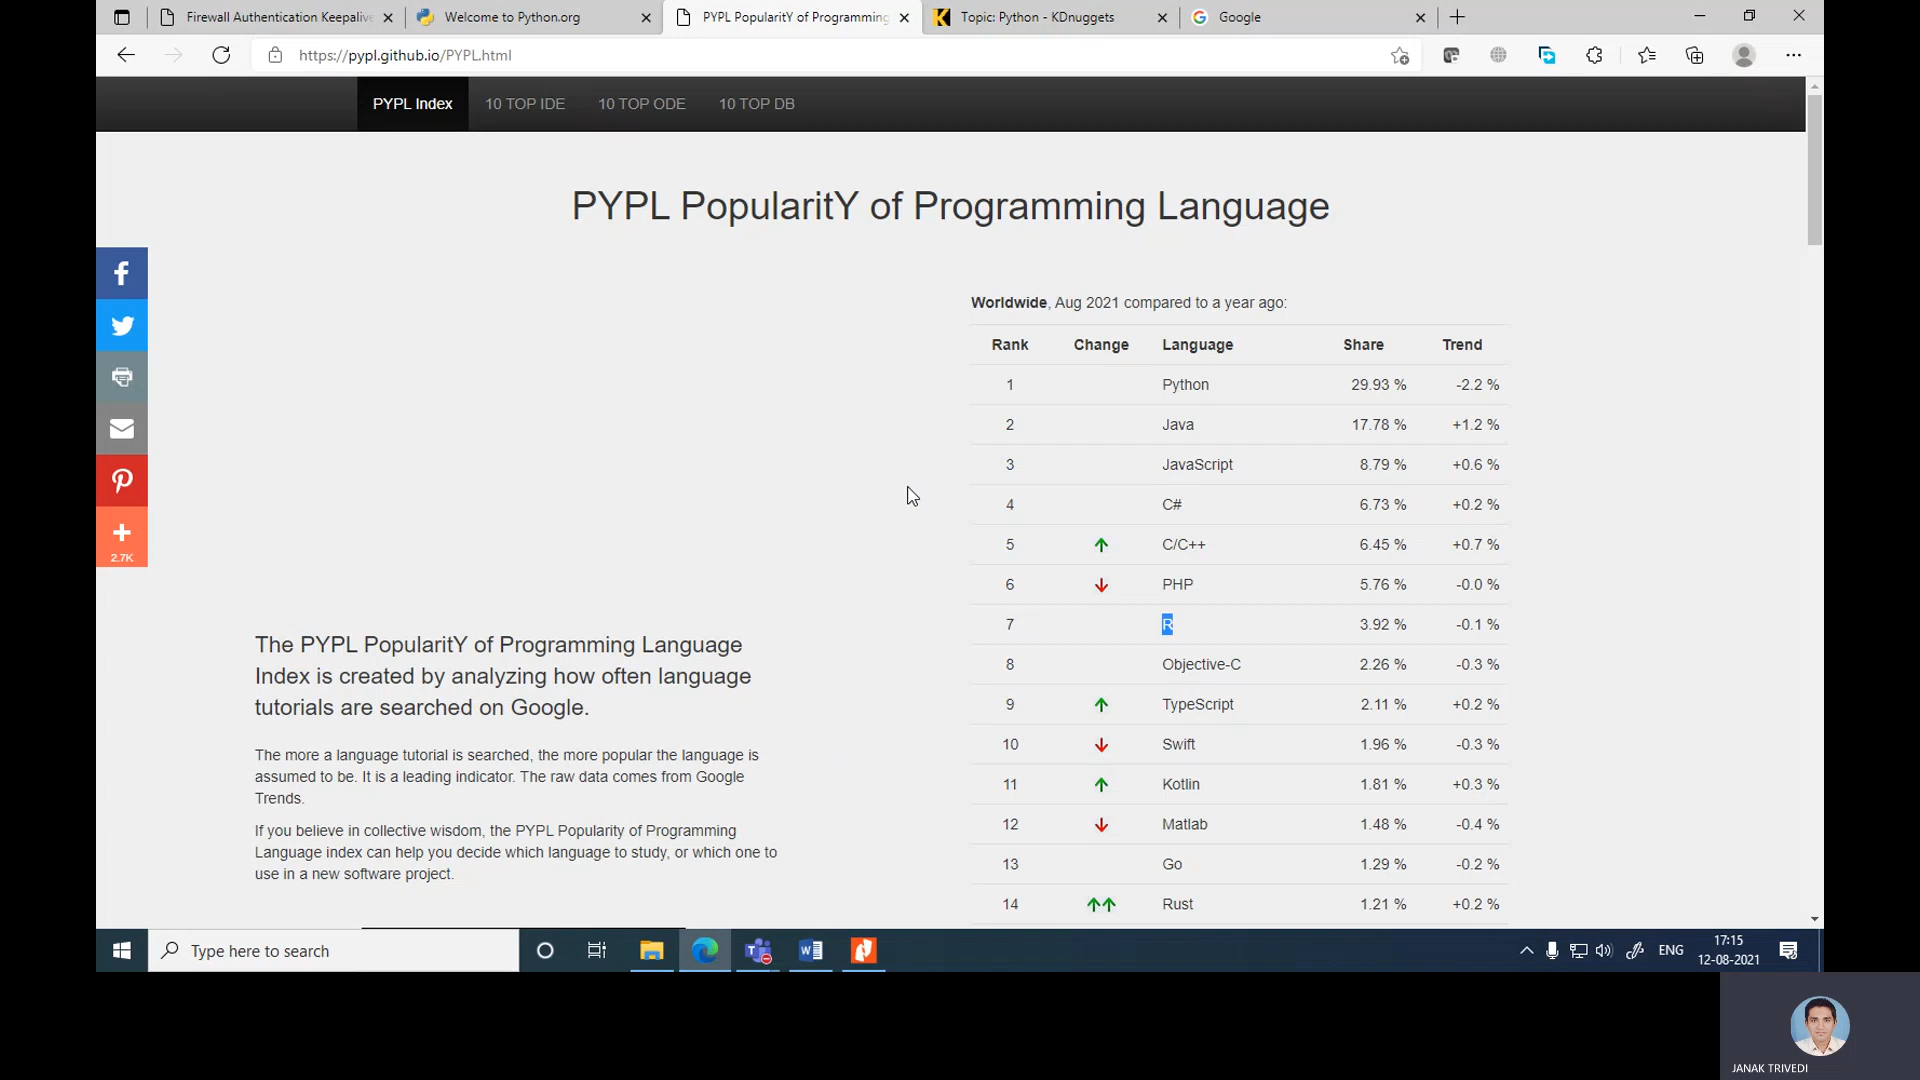 Firewall Authentication Keepalive
Welcome to Python.org
PYPL PopularitY of Programming
Topic: Python - KDnuggets
Google
https://pypl.github.io/PYPL.html
PYPL Index 10 TOP IDE 10 TOP ODE 10 TOP DB
PYPL PopularitY of Programming Language
2.7K
The PYPL PopularitY of Programming Language
Index is created by analyzing how often language
tutorials are searched on Google.
The more a language tutorial is searched, the more popular the language is
assumed to be. It is a leading indicator. The raw data comes from Google
Trends.
If you believe in collective wisdom, the PYPL Popularity of Programming
Language index can help you decide which language to study, or which one to
use in a new software project.
Worldwide, Aug 2021 compared to a year ago:
Rank Change Language Share Trend
1 Python 29.93 % -2.2 %
2 Java 17.78 % +1.2 %
3 JavaScript 8.79 % +0.6 %
4 C# 6.73 % +0.2 %
5 C/C++ 6.45 % +0.7 %
6 PHP 5.76 % -0.0 %
7 R 3.92 % -0.1 %
8 Objective-C 2.26 % -0.3 %
9 TypeScript 2.11 % +0.2 %
10 Swift 1.96 % -0.3 %
11 Kotlin 1.81 % +0.3 %
12 Matlab 1.48 % -0.4 %
13 Go 1.29 % -0.2 %
14 Rust 1.21 % +0.2 %
Type here to search
ENG
17:15
12-08-2021
JANAK TRIVEDI